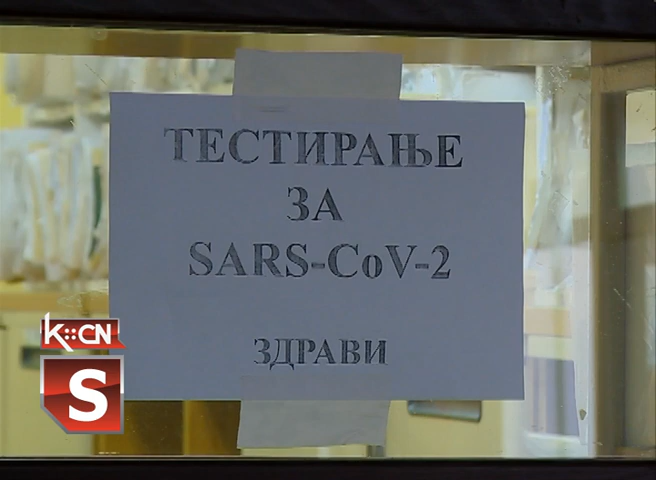 ТЕСТИРАЊЕ
ЗА
SARS-CoV-2
ЗДРАВИ
K::CN
S